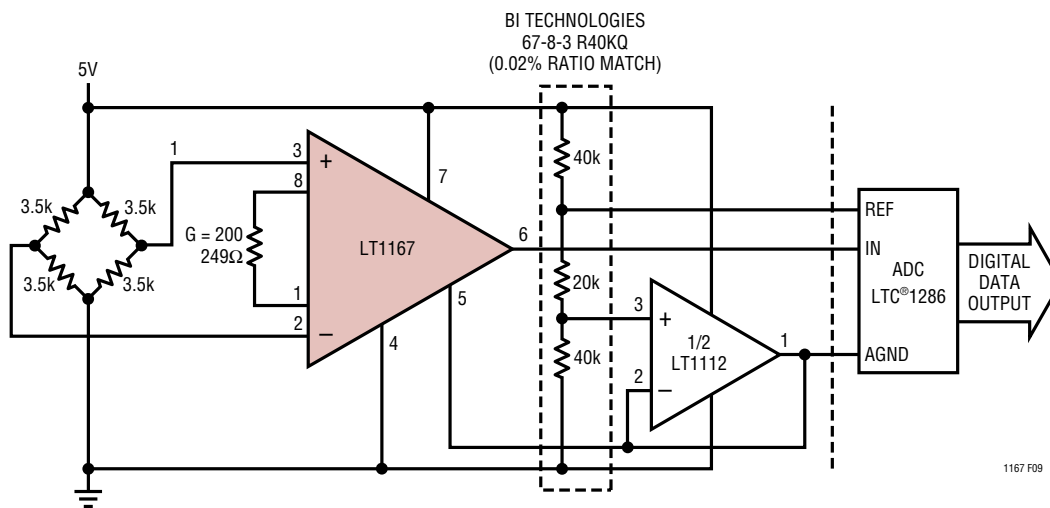 BI TECHNOLOGIES
67-8-3 R40KQ
(0.02% RATIO MATCH)
5V
3.5k
3.5k
3.5k
3.5k
1
3
+
8
G = 200
249Ω
1
2
–
LT1167
7
6
5
4
40k
20k
40k
3
+
2
–
1/2
LT1112
1
REF
IN
ADC
LTC®1286
AGND
DIGITAL
DATA
OUTPUT
1167 F09